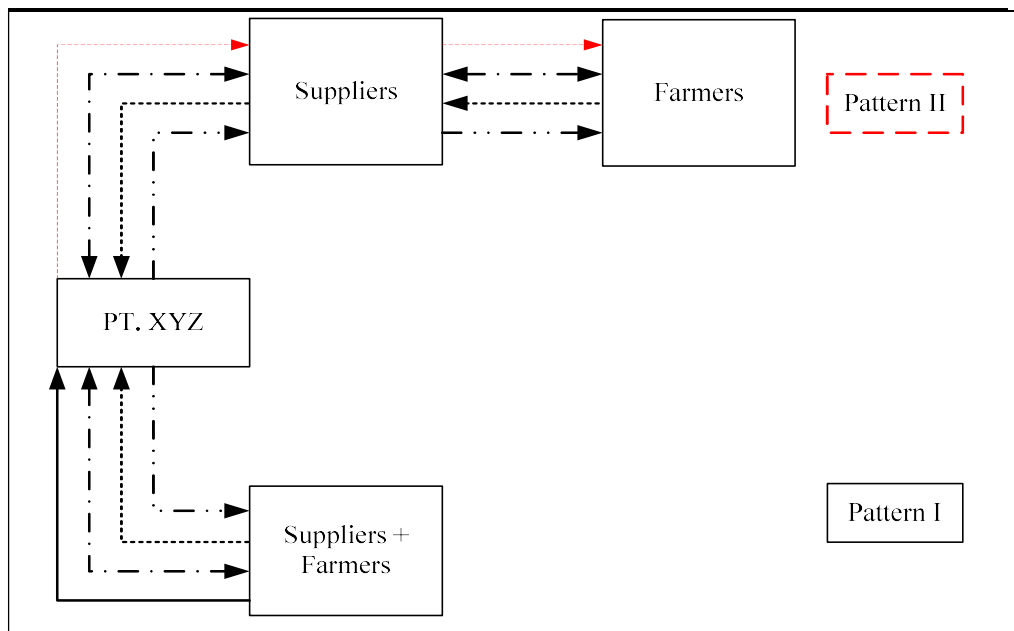 Suppliers
Farmers
Pattern II
PT. XYZ
Suppliers +
Farmers
Pattern I